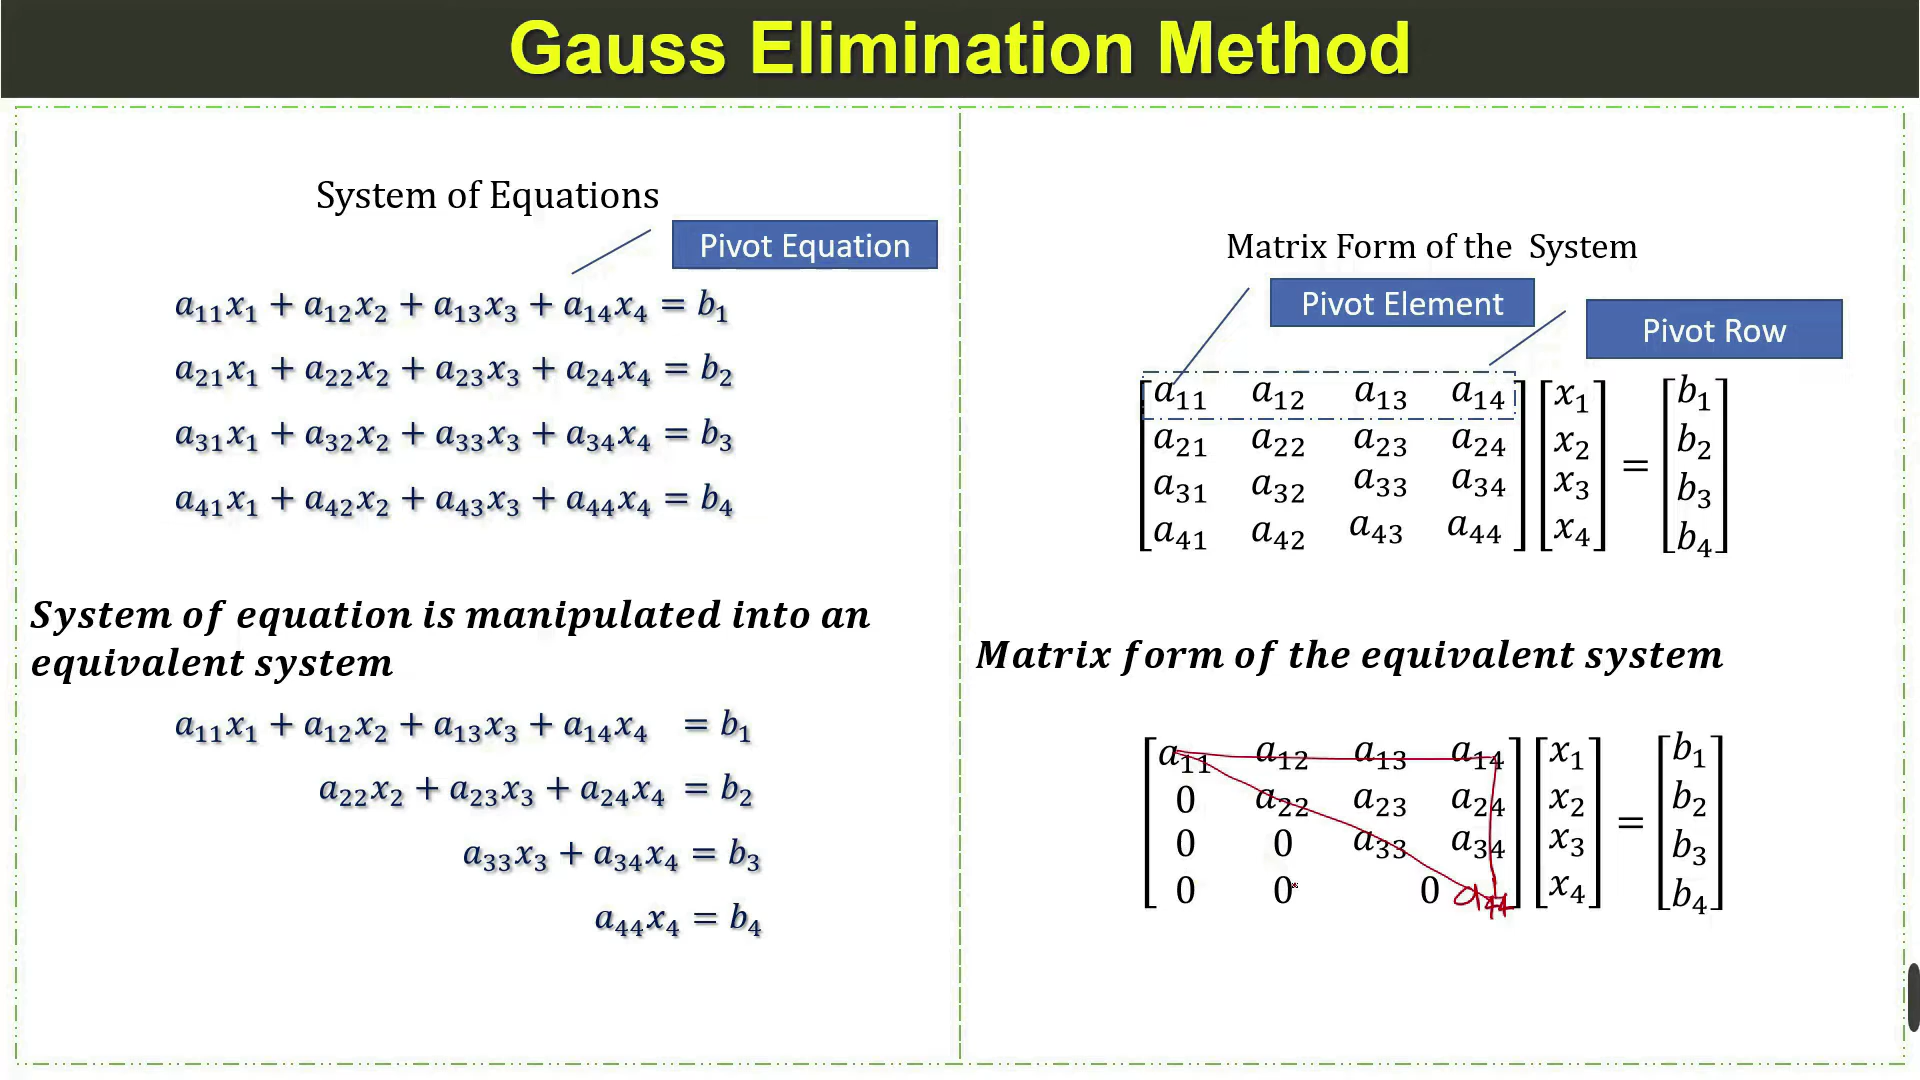 Gauss Elimination Method
System of Equations
Pivot Equation
a₁₁x₁ + a₁₂x₂ + a₁₃x₃ + a₁₄x₄ = b₁
a₂₁x₁ + a₂₂x₂ + a₂₃x₃ + a₂₄x₄ = b₂
a₃₁x₁ + a₃₂x₂ + a₃₃x₃ + a₃₄x₄ = b₃
a₄₁x₁ + a₄₂x₂ + a₄₃x₃ + a₄₄x₄ = b₄
System of equation is manipulated into an
equivalent system
a₁₁x₁ + a₁₂x₂ + a₁₃x₃ + a₁₄x₄ = b₁
a₂₂x₂ + a₂₃x₃ + a₂₄x₄ = b₂
a₃₃x₃ + a₃₄x₄ = b₃
a₄₄x₄ = b₄
Matrix Form of the System
Pivot Element
Pivot Row
a₁₁ a₁₂ a₁₃ a₁₄ x₁ b₁
a₂₁ a₂₂ a₂₃ a₂₄ x₂ = b₂
a₃₁ a₃₂ a₃₃ a₃₄ x₃ b₃
a₄₁ a₄₂ a₄₃ a₄₄ x₄ b₄
Matrix form of the equivalent system
a₁₁ a₁₂ a₁₃ a₁₄ x₁ b₁
0 a₂₂ a₂₃ a₂₄ x₂ = b₂
0 0 a₃₃ a₃₄ x₃ b₃
0 0 0 a₄₄ x₄ b₄